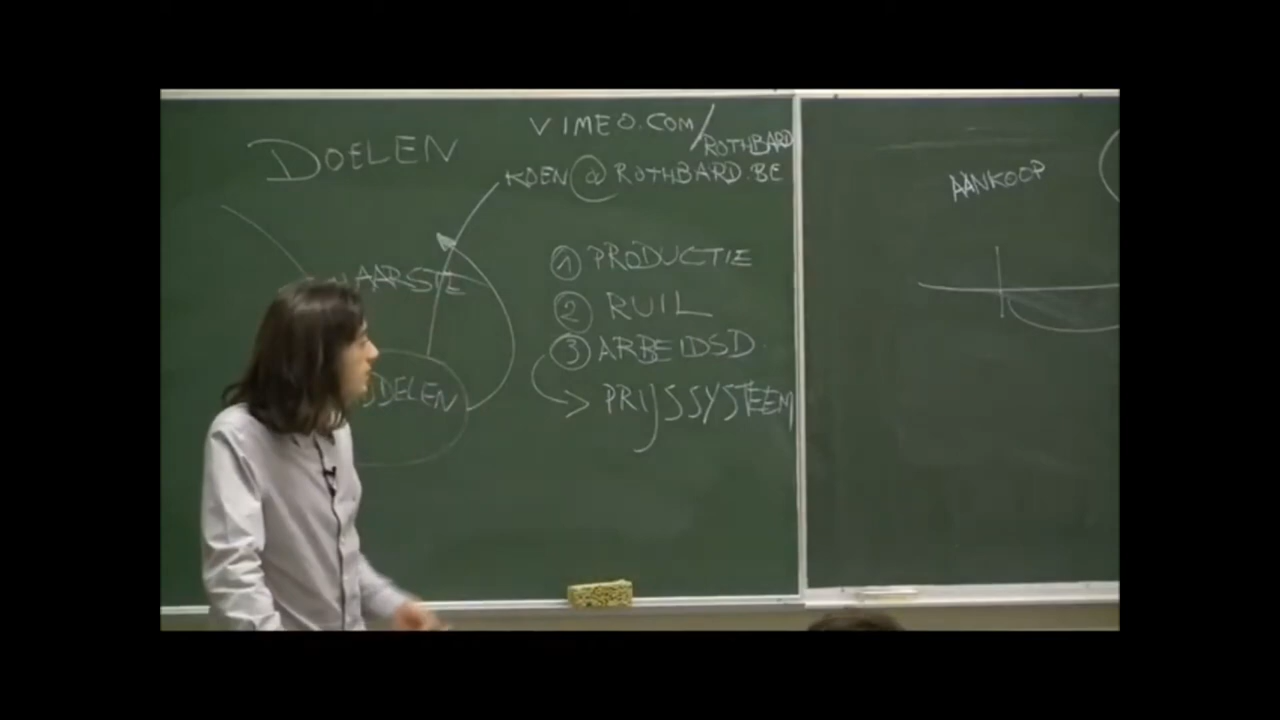 DOELEN
VIMEO.COM/ROTHBARD
KOEN@ROTHBARD.BE
① PRODUCTIE
② RUIL
③ ARBEIDSD.
> PRIJSSYSTEEM
AANKOOP